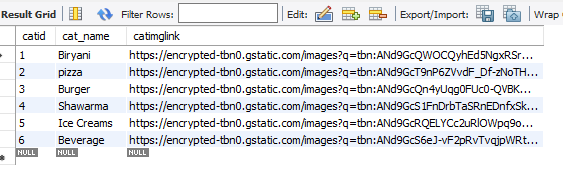 Result Grid Filter Rows: Edit: Export/Import: Wrap
catid cat_name catimglink
1 Biryani https://encrypted-tbn0.gstatic.com/images?q=tbn:ANd9GcQWOCQyhEd5NgxRSr...
2 pizza https://encrypted-tbn0.gstatic.com/images?q=tbn:ANd9GcT9nP6ZVvdF_Df-zNoTH...
3 Burger https://encrypted-tbn0.gstatic.com/images?q=tbn:ANd9GcQn4yUqg0FUc0-QVBK...
4 Shawarma https://encrypted-tbn0.gstatic.com/images?q=tbn:ANd9GcS1FnDrbTaSRnEDnfxSk...
5 Ice Creams https://encrypted-tbn0.gstatic.com/images?q=tbn:ANd9GcRQELYCc2uRlOWpq9o...
6 Beverage https://encrypted-tbn0.gstatic.com/images?q=tbn:ANd9GcS6eJ-vF2pRvTvqjpWRt...
NULL NULL NULL